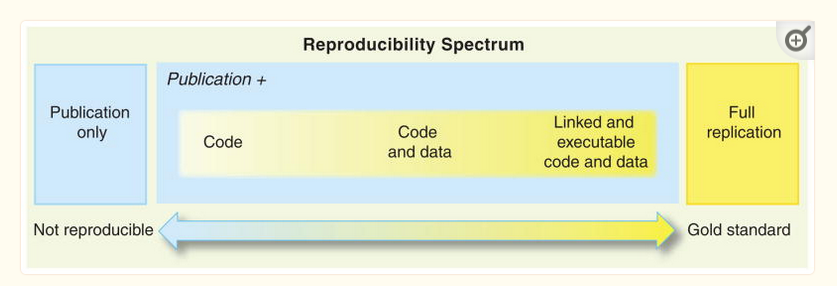 Reproducibility Spectrum
Publication
only
Publication +
Code
Code
and data
Linked and
executable
code and data
Full
replication
Not reproducible
Gold standard